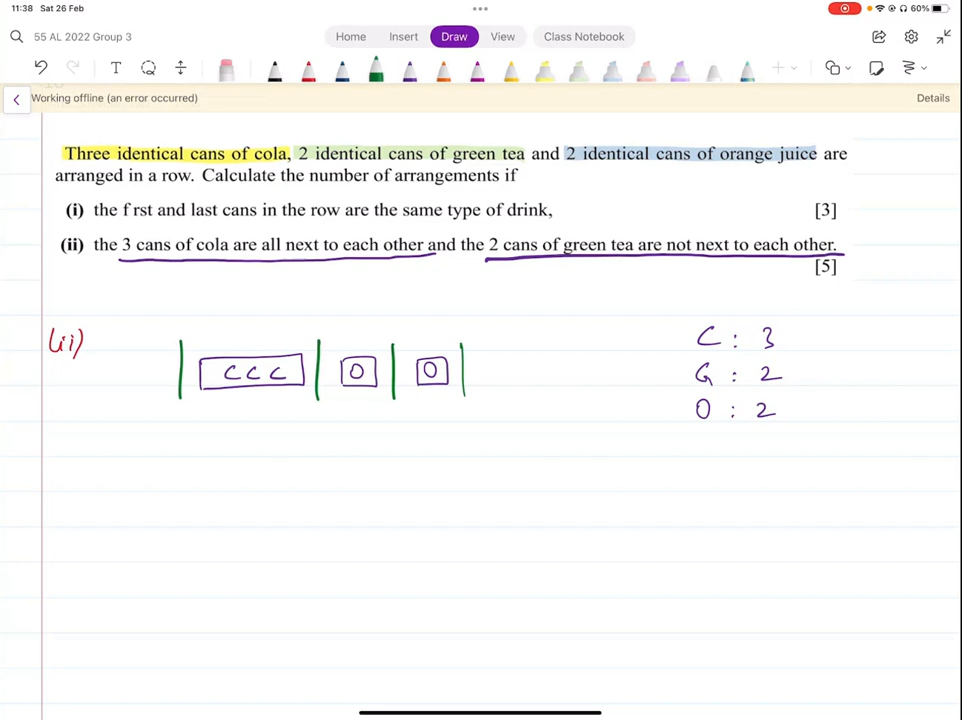 11:38 Sat 26 Feb
60%
55 AL 2022 Group 3
Home Insert Draw View Class Notebook
Working offline (an error occurred) Details
Three identical cans of cola, 2 identical cans of green tea and 2 identical cans of orange juice are
arranged in a row. Calculate the number of arrangements if
(i) the f rst and last cans in the row are the same type of drink, [3]
(ii) the 3 cans of cola are all next to each other and the 2 cans of green tea are not next to each other.
[5]
(ii)
C C C O O
C : 3
G : 2
O : 2